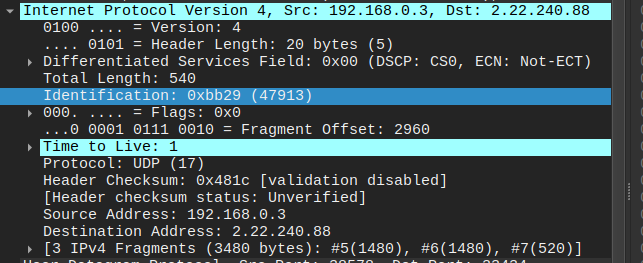 Internet Protocol Version 4, Src: 192.168.0.3, Dst: 2.22.240.88
0100 .... = Version: 4
.... 0101 = Header Length: 20 bytes (5)
Differentiated Services Field: 0x00 (DSCP: CS0, ECN: Not-ECT)
Total Length: 540
Identification: 0xbb29 (47913)
000. .... = Flags: 0x0
...0 0001 0111 0010 = Fragment Offset: 2960
Time to Live: 1
Protocol: UDP (17)
Header Checksum: 0x481c [validation disabled]
[Header checksum status: Unverified]
Source Address: 192.168.0.3
Destination Address: 2.22.240.88
[3 IPv4 Fragments (3480 bytes): #5(1480), #6(1480), #7(520)]